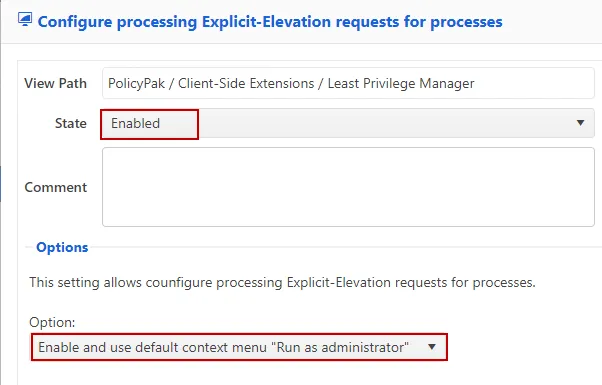 Configure processing Explicit-Elevation requests for processes
View Path PolicyPak / Client-Side Extensions / Least Privilege Manager
State Enabled
Comment
Options
This setting allows counfigure processing Explicit-Elevation requests for processes.
Option:
Enable and use default context menu "Run as administrator"